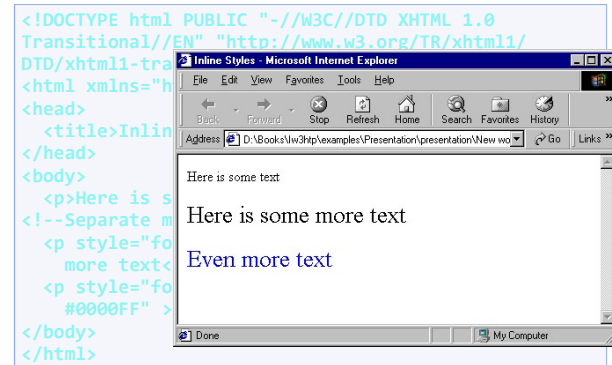 <!DOCTYPE html PUBLIC "-//W3C//DTD XHTML 1.0
Transitional//EN" "http://www.w3.org/TR/xhtml1/
DTD/xhtml1-tra
<html xmlns="h
<head>
<title>Inlin
</head>
<body>
<p>Here is s
<!--Separate m
<p style="fo
more text<
<p style="fo
#0000FF" >
</body>
</html>
Inline Styles - Microsoft Internet Explorer
File Edit View Favorites Tools Help
Back Forward Stop Refresh Home Search Favorites History
Address D:\Books\Iw3htp\examples\Presentation\presentation\New wo Go Links »
Here is some text
Here is some more text
Even more text
Done My Computer